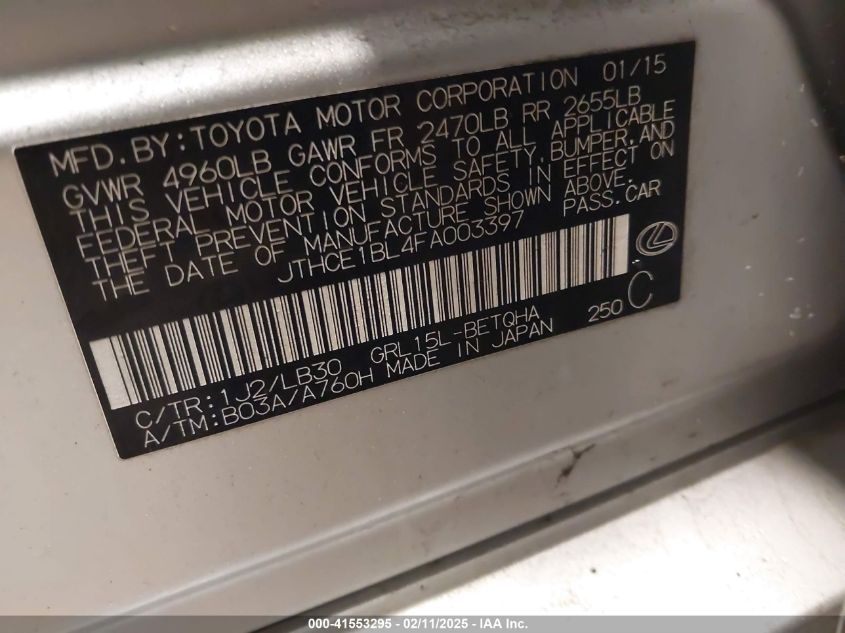 MFD.BY:TOYOTA MOTOR CORPORATION 01/15
GVWR 4960LB GAWR FR 2470LB RR 2655LB
THIS VEHICLE CONFORMS TO ALL APPLICABLE
FEDERAL MOTOR VEHICLE SAFETY,BUMPER,AND
THEFT PREVENTION STANDARDS IN EFFECT ON
THE DATE OF MANUFACTURE SHOWN ABOVE.
JTHCE1BL4FA003397 PASS.CAR
250 C
C/TR:1J2/LB30 GRL15L-BETQHA
A/TM:B03A/A760H MADE IN JAPAN
000-41553295 - 02/11/2025 - IAA Inc.